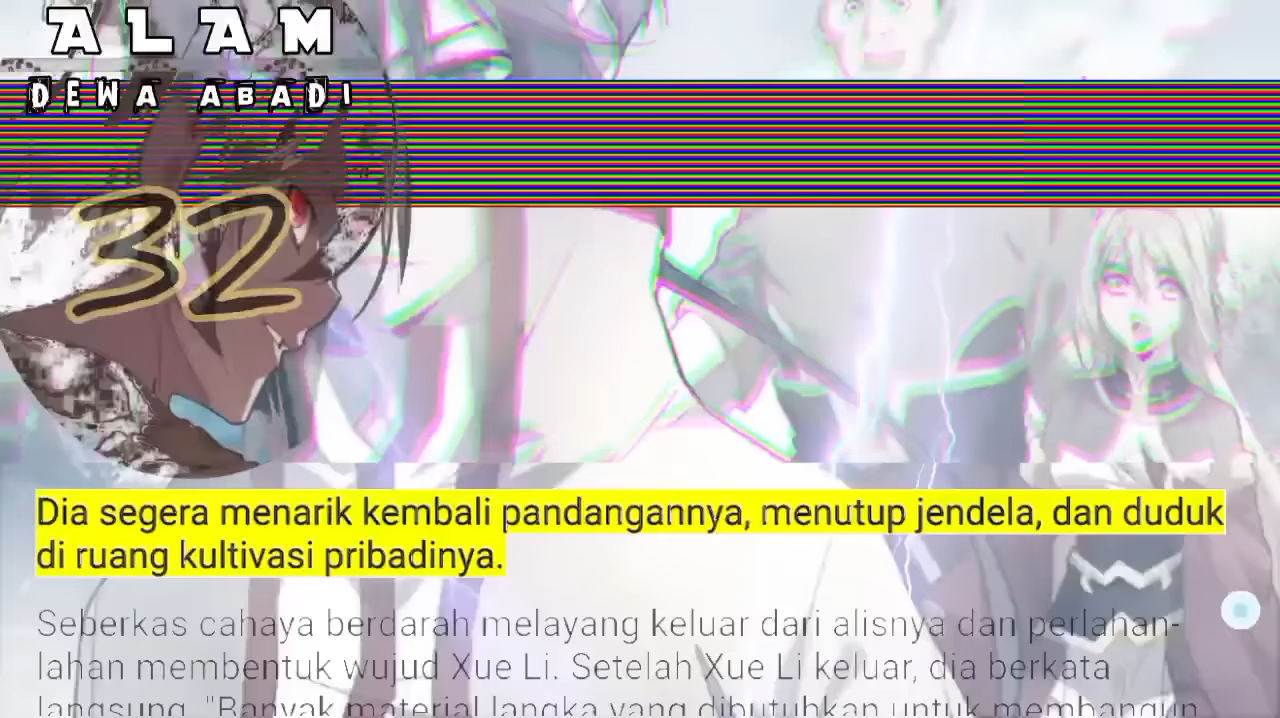 ALAM
DEWA ABADI
32
Dia segera menarik kembali pandangannya, menutup jendela, dan duduk
di ruang kultivasi pribadinya.
Seberkas cahaya berdarah melayang keluar dari alisnya dan perlahan-
lahan membentuk wujud Xue Li. Setelah Xue Li keluar, dia berkata
langsung, "Banyak material langka yang dibutuhkan untuk membangun